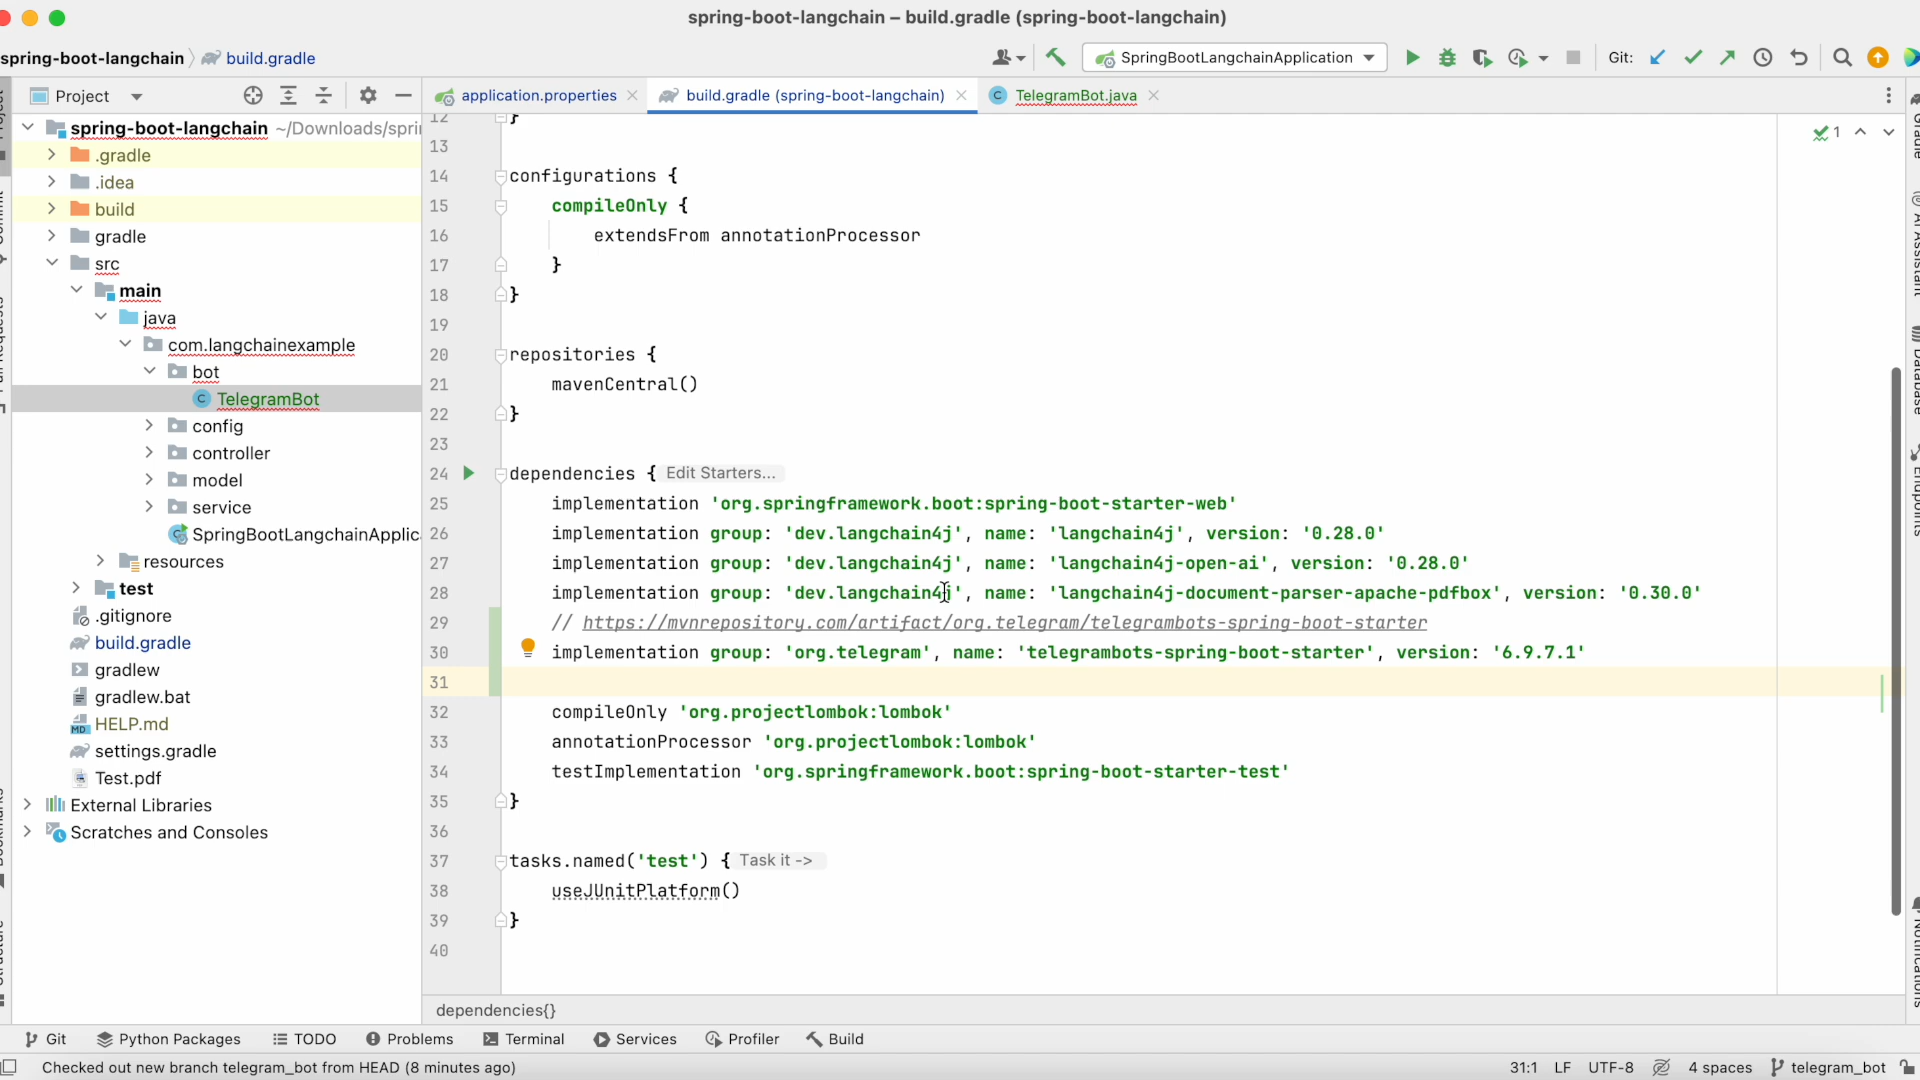 spring-boot-langchain – build.gradle (spring-boot-langchain)
spring-boot-langchain
build.gradle
SpringBootLangchainApplication
Git:
Project
application.properties
build.gradle (spring-boot-langchain)
TelegramBot.java
spring-boot-langchain ~/Downloads/spri
.gradle
.idea
build
gradle
src
main
java
com.langchainexample
bot
TelegramBot
config
controller
model
service
SpringBootLangchainApplic
resources
test
.gitignore
build.gradle
gradlew
gradlew.bat
HELP.md
settings.gradle
Test.pdf
External Libraries
Scratches and Consoles
12 }
13
14 configurations {
15 compileOnly {
16 extendsFrom annotationProcessor
17 }
18 }
19
20 repositories {
21 mavenCentral()
22 }
23
24 dependencies { Edit Starters...
25 implementation 'org.springframework.boot:spring-boot-starter-web'
26 implementation group: 'dev.langchain4j', name: 'langchain4j', version: '0.28.0'
27 implementation group: 'dev.langchain4j', name: 'langchain4j-open-ai', version: '0.28.0'
28 implementation group: 'dev.langchain4j', name: 'langchain4j-document-parser-apache-pdfbox', version: '0.30.0'
29 // https://mvnrepository.com/artifact/org.telegram/telegrambots-spring-boot-starter
30 implementation group: 'org.telegram', name: 'telegrambots-spring-boot-starter', version: '6.9.7.1'
31
32 compileOnly 'org.projectlombok:lombok'
33 annotationProcessor 'org.projectlombok:lombok'
34 testImplementation 'org.springframework.boot:spring-boot-starter-test'
35 }
36
37 tasks.named('test') { Task it ->
38 useJUnitPlatform()
39 }
40
1
Gradle
AI Assistant
Database
Endpoints
Notifications
dependencies{}
Git
Python Packages
TODO
Problems
Terminal
Services
Profiler
Build
Checked out new branch telegram_bot from HEAD (8 minutes ago)
31:1 LF UTF-8 4 spaces telegram_bot